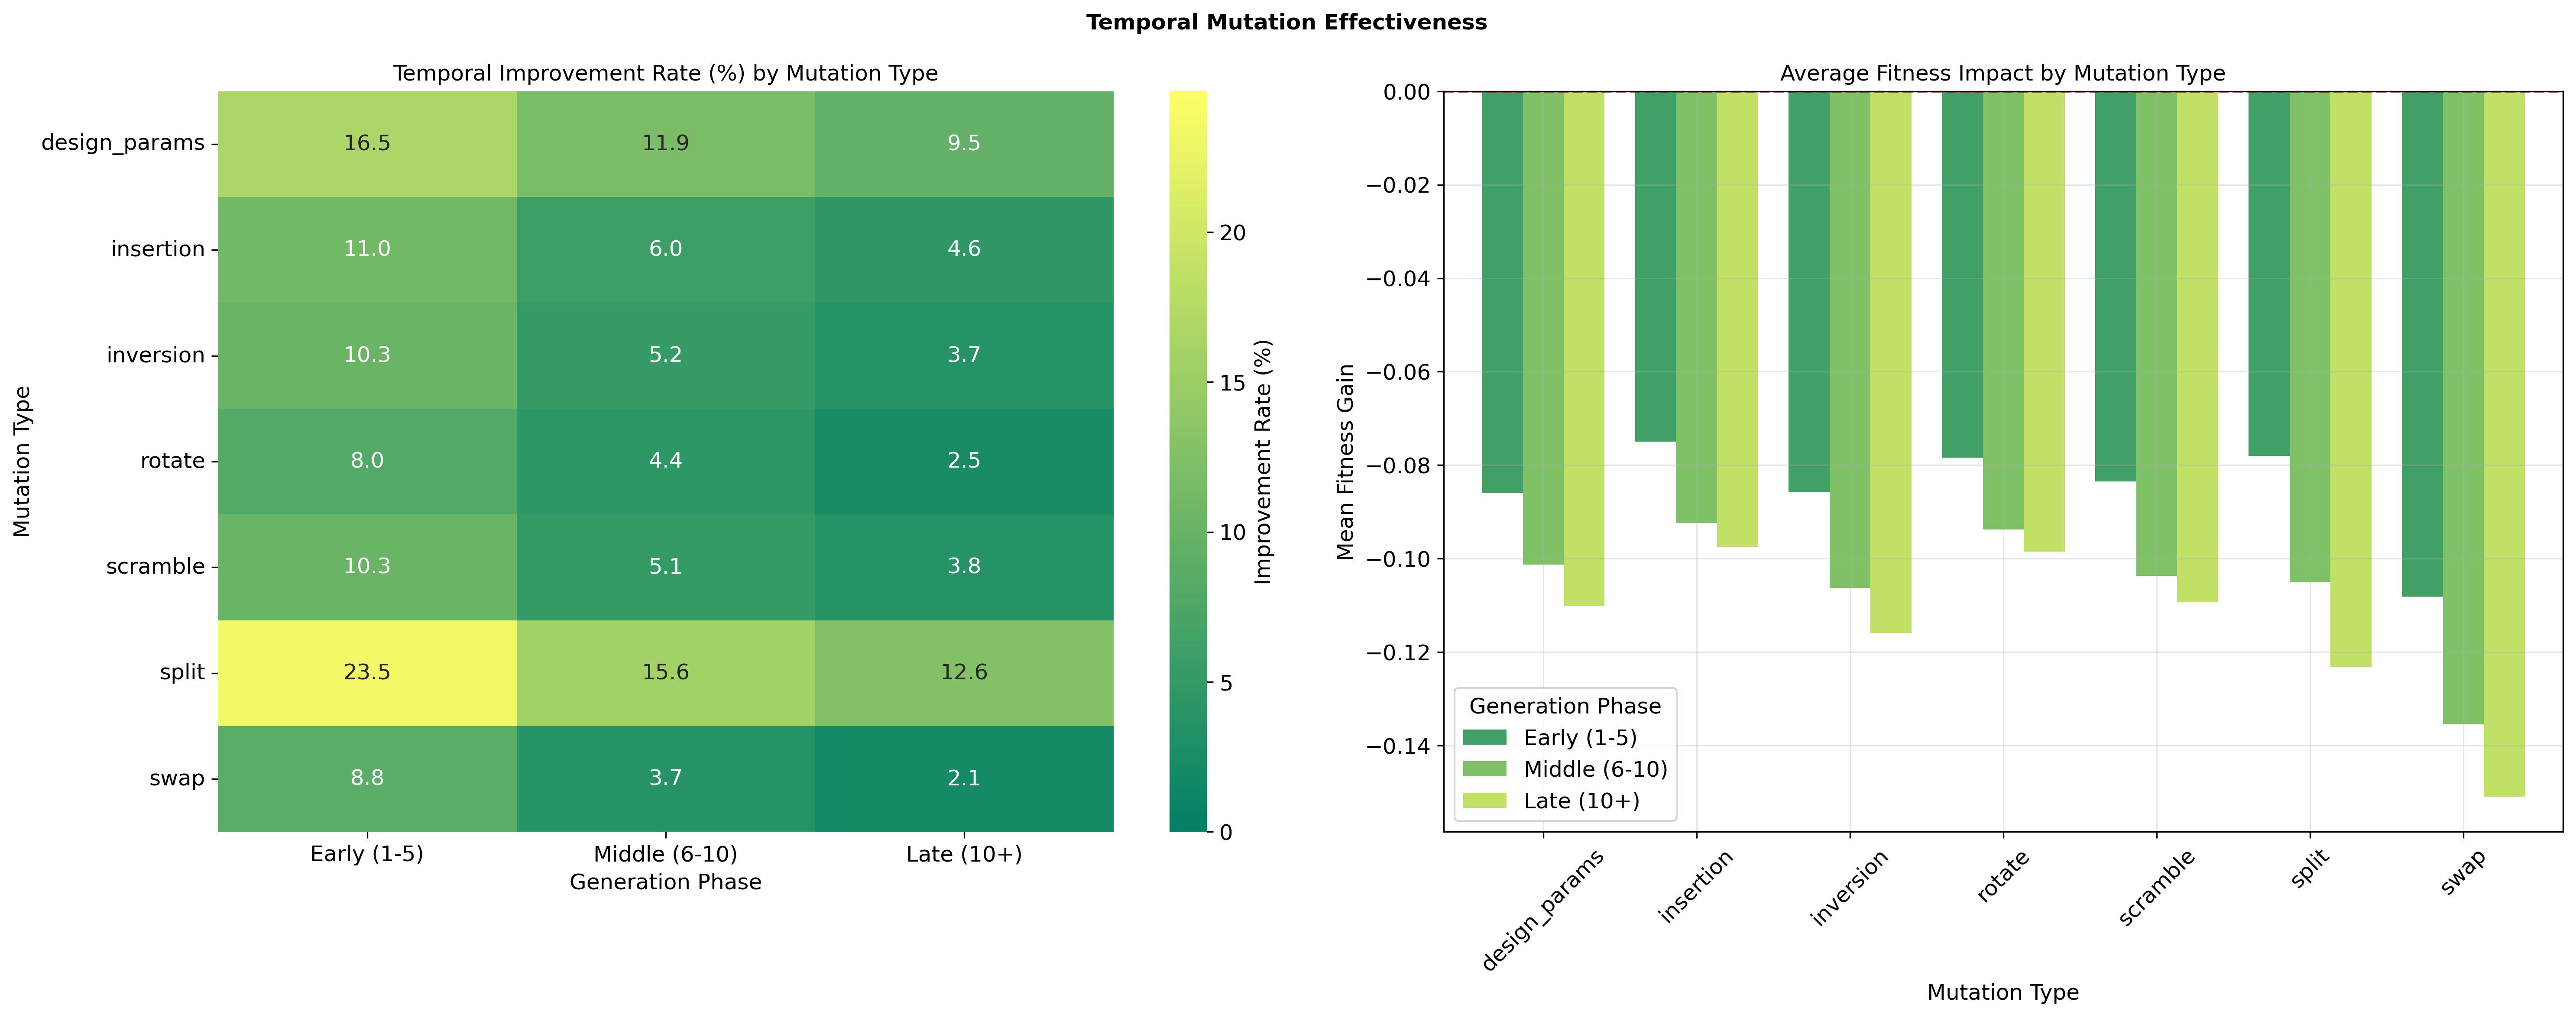 Temporal Mutation Effectiveness
Temporal Improvement Rate (%) by Mutation Type
Mutation Type
design_params 16.5 11.9 9.5
insertion 11.0 6.0 4.6
inversion 10.3 5.2 3.7
rotate 8.0 4.4 2.5
scramble 10.3 5.1 3.8
split 23.5 15.6 12.6
swap 8.8 3.7 2.1
Early (1-5) Middle (6-10) Late (10+)
Generation Phase
20
15
10
5
0
Improvement Rate (%)
Average Fitness Impact by Mutation Type
Mean Fitness Gain
0.00
−0.02
−0.04
−0.06
−0.08
−0.10
−0.12
−0.14
Generation Phase
Early (1-5)
Middle (6-10)
Late (10+)
design_params
insertion
inversion
rotate
scramble
split
swap
Mutation Type